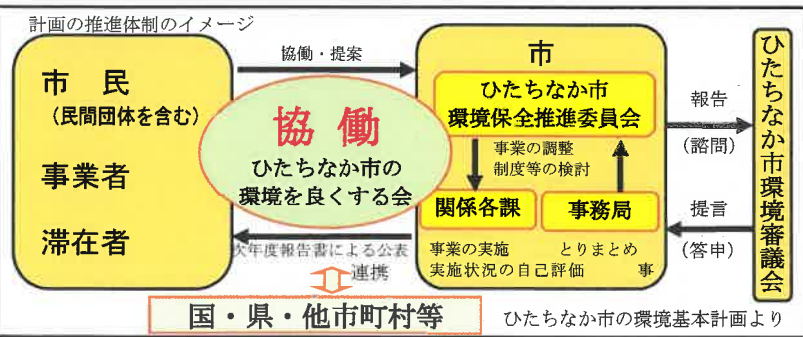 計画の推進体制のイメージ
市 民
(民間団体を含む)
事業者
滞在者
協働・提案
協 働
ひたちなか市の
環境を良くする会
次年度報告書による公表
連携
国・県・他市町村等
市
ひたちなか市
環境保全推進委員会
事業の調整
制度等の検討
関係各課
事務局
事業の実施
実施状況の自己評価
とりまとめ
事
報告
(諮問)
提言
(答申)
ひたちなか市環境審議会
ひたちなか市の環境基本計画より